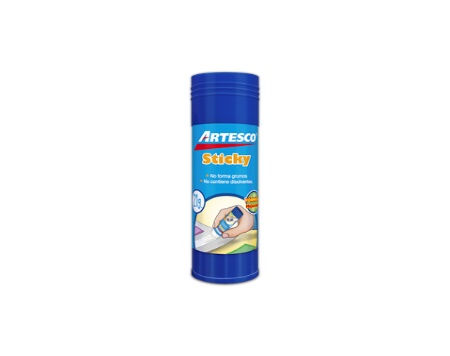 ARTESCO
Sticky
• No forma grumos
• No contiene disolventes